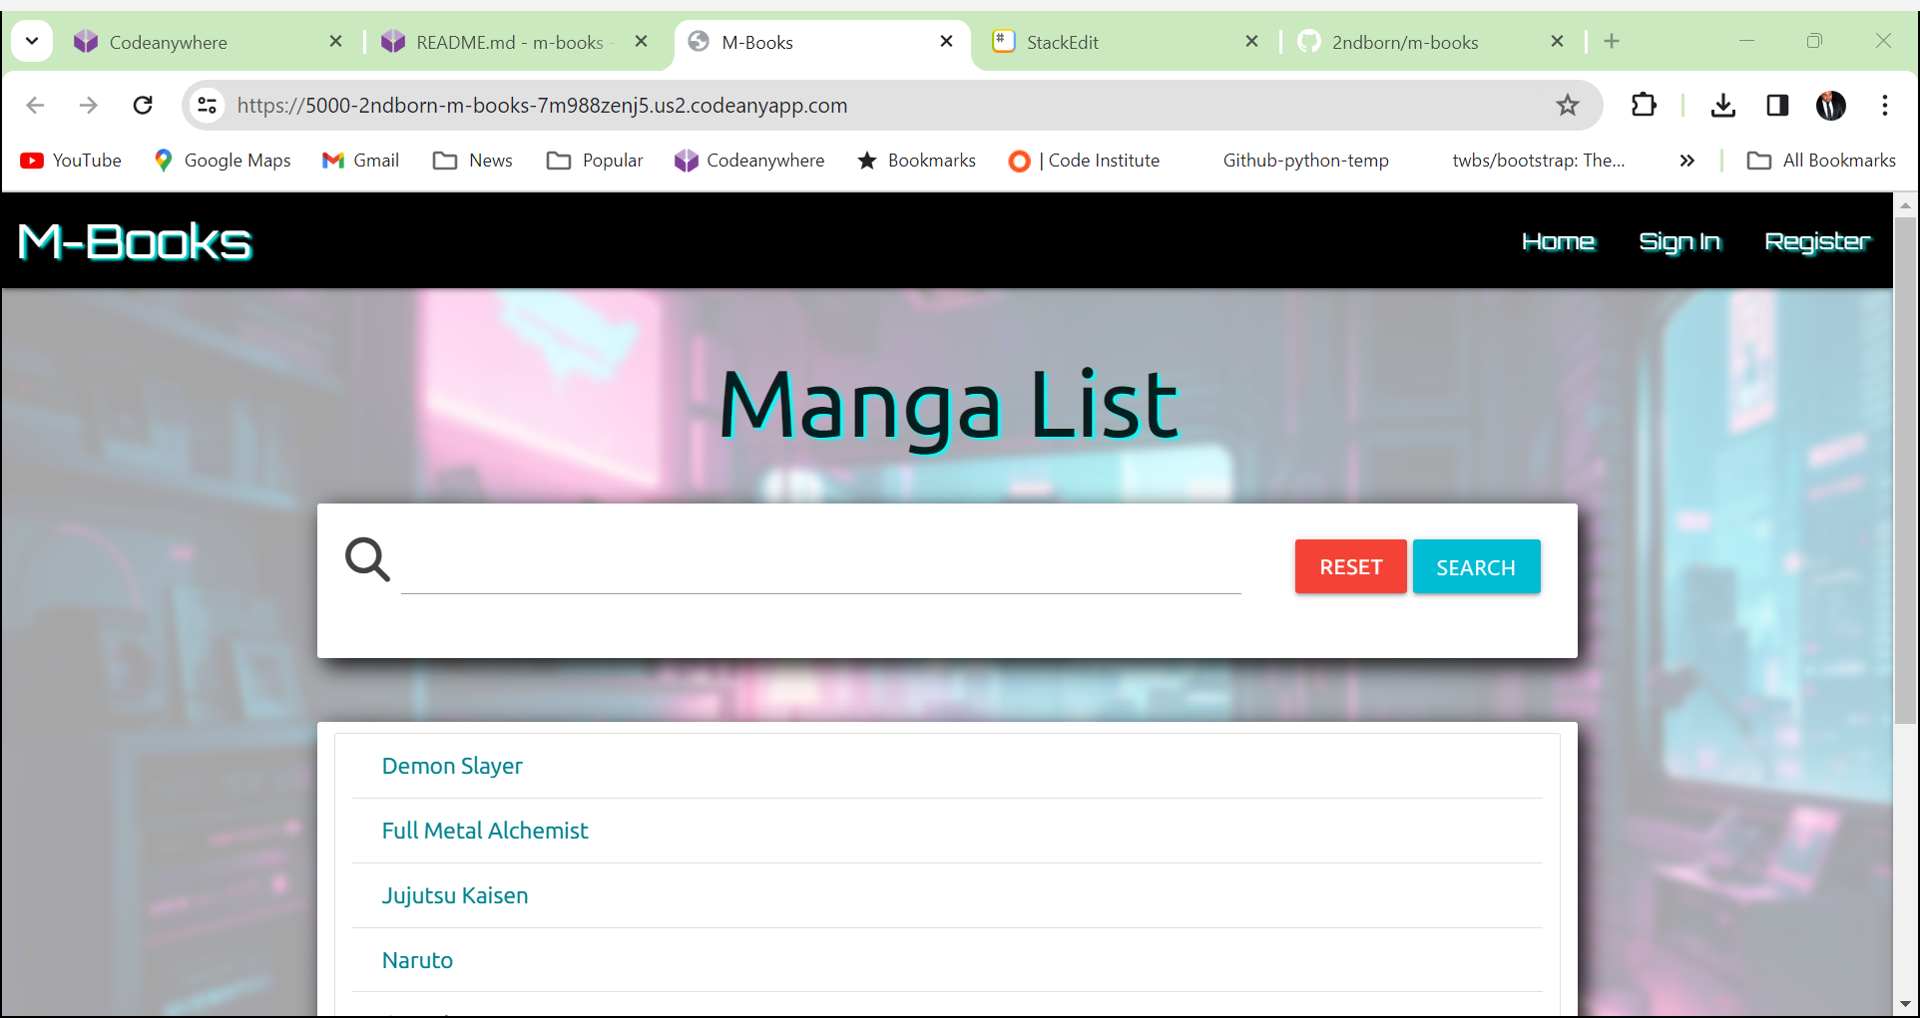 Codeanywhere
README.md - m-books -
M-Books
StackEdit
2ndborn/m-books
https://5000-2ndborn-m-books-7m988zenj5.us2.codeanyapp.com
YouTube
Google Maps
Gmail
News
Popular
Codeanywhere
Bookmarks
| Code Institute
Github-python-temp
twbs/bootstrap: The...
All Bookmarks
M-Books
Home
Sign In
Register
Manga List
RESET
SEARCH
Demon Slayer
Full Metal Alchemist
Jujutsu Kaisen
Naruto